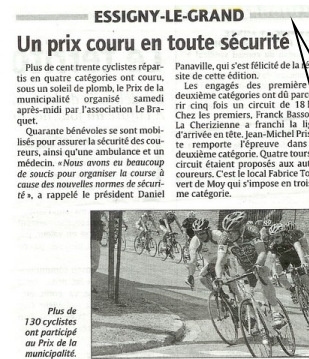 ESSIGNY-LE-GRAND
Un prix couru en toute sécurité
Plus de cent trente cyclistes répar-
tis en quatre catégories ont couru,
sous un soleil de plomb, le Prix de la
municipalité organisé samedi
après-midi par l'association Le Bra-
quet.
Quarante bénévoles se sont mobi-
lisés pour assurer la sécurité des cou-
reurs, ainsi qu'une ambulance et un
médecin. «Nous avons eu beaucoup
de soucis pour organiser la course à
cause des nouvelles normes de sécuri-
té», a rappelé le président Daniel
Panaville, qui s'est félicité de la
site de cette édition.
Les engagés des première
deuxième catégories ont dû parc
rir cinq fois un circuit de 18
Chez les premiers, Franck Basso
La Cherizienne a franchi la li
d'arrivée en tête. Jean-Michel Pris
te remporte l'épreuve dans
deuxième catégorie. Quatre tours
circuit étaient proposés aux aut
coureurs. C'est le local Fabrice To
vert de Moy qui s'impose en trois
me catégorie.
Plus de
130 cyclistes
ont participé
au Prix de la
municipalité.